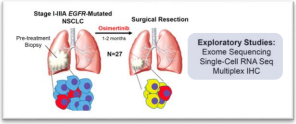 Stage I-IIIA EGFR-Mutated
NSCLC
Osimertinib
Surgical Resection
Pre-treatment
Biopsy
1-2 months
N=27
Exploratory Studies:
Exome Sequencing
Single-Cell RNA Seq
Multiplex IHC